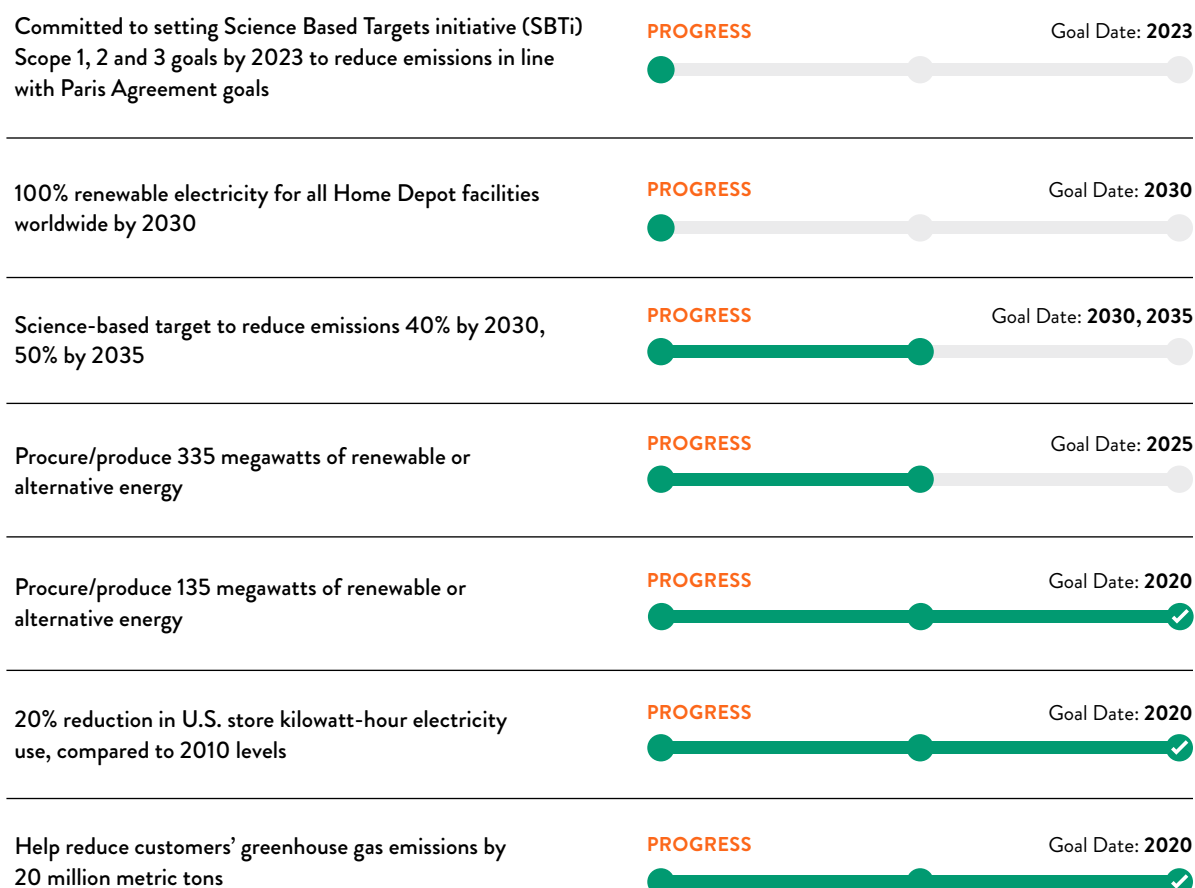 Committed to setting Science Based Targets initiative (SBTi)
Scope 1, 2 and 3 goals by 2023 to reduce emissions in line
with Paris Agreement goals
PROGRESS
Goal Date: 2023
100% renewable electricity for all Home Depot facilities
worldwide by 2030
PROGRESS
Goal Date: 2030
Science-based target to reduce emissions 40% by 2030,
50% by 2035
PROGRESS
Goal Date: 2030, 2035
Procure/produce 335 megawatts of renewable or
alternative energy
PROGRESS
Goal Date: 2025
Procure/produce 135 megawatts of renewable or
alternative energy
PROGRESS
Goal Date: 2020
20% reduction in U.S. store kilowatt-hour electricity
use, compared to 2010 levels
PROGRESS
Goal Date: 2020
Help reduce customers’ greenhouse gas emissions by
20 million metric tons
PROGRESS
Goal Date: 2020